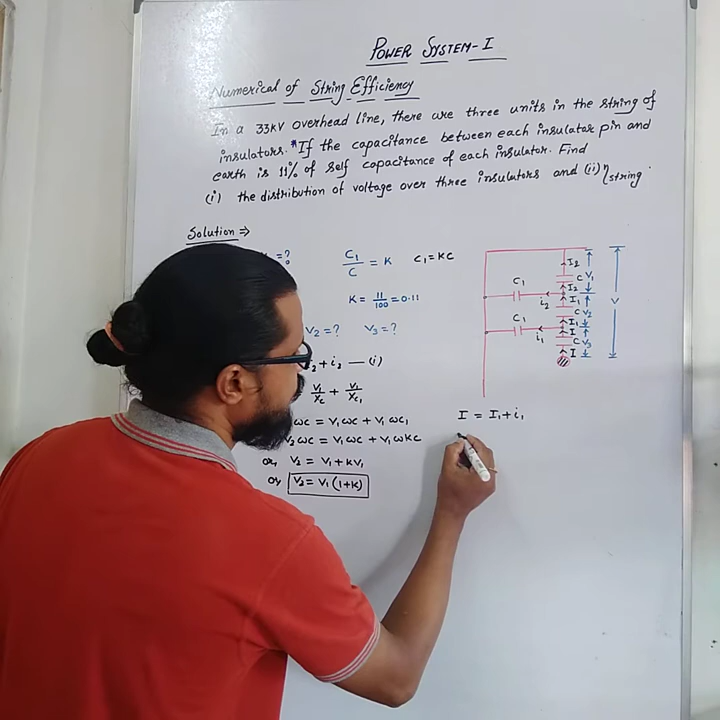 POWER SYSTEM-I
Numerical of String Efficiency
In a 33kV overhead line, there are three units in the string of
insulators. *If the capacitance between each insulator pin and
earth is 11% of self capacitance of each insulator. Find
(i) the distribution of voltage over three insulators and (ii) η string.
Solution ⇒
= ?
C1/C = K C1 = KC
K = 11/100 = 0.11
V2 = ? V3 = ?
+ i2 — (i)
V1/XC + V1/XC1
ωC = V1ωC + V1ωC1
V2ωC = V1ωC + V1ωKC
or, V2 = V1 + KV1
or V2 = V1(1+K)
I2
C V1
C1 I2
i2 I1
C V2
V
C1 I1
i1 I
C V3
I
I = I1 + i1